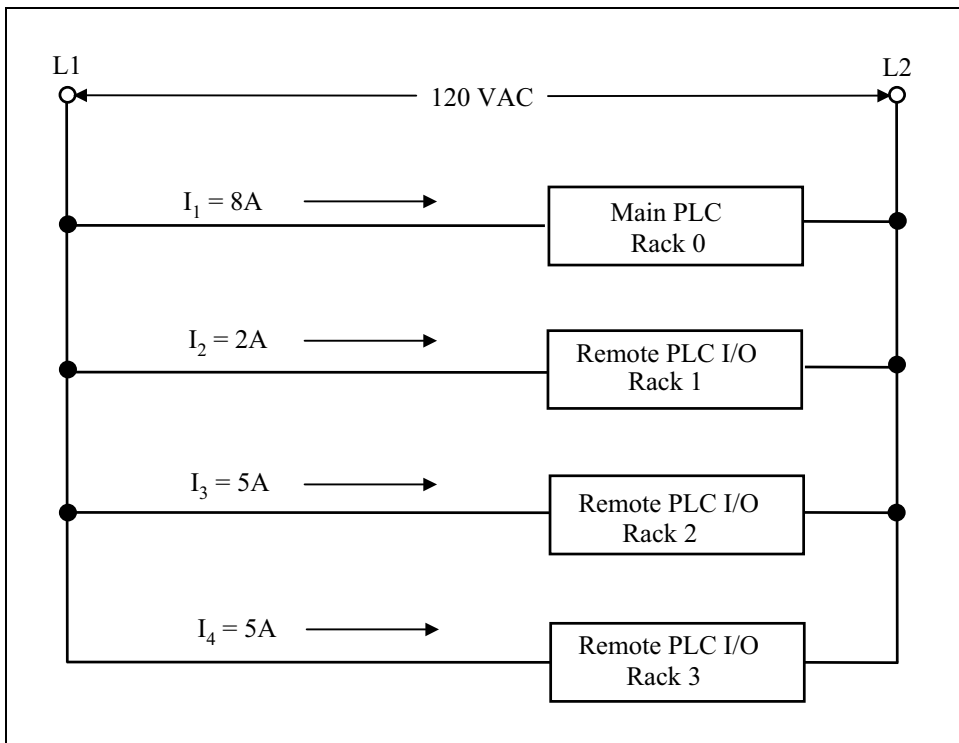 L1
L2
120 VAC
I₁ = 8A
Main PLC
Rack 0
I₂ = 2A
Remote PLC I/O
Rack 1
I₃ = 5A
Remote PLC I/O
Rack 2
I₄ = 5A
Remote PLC I/O
Rack 3